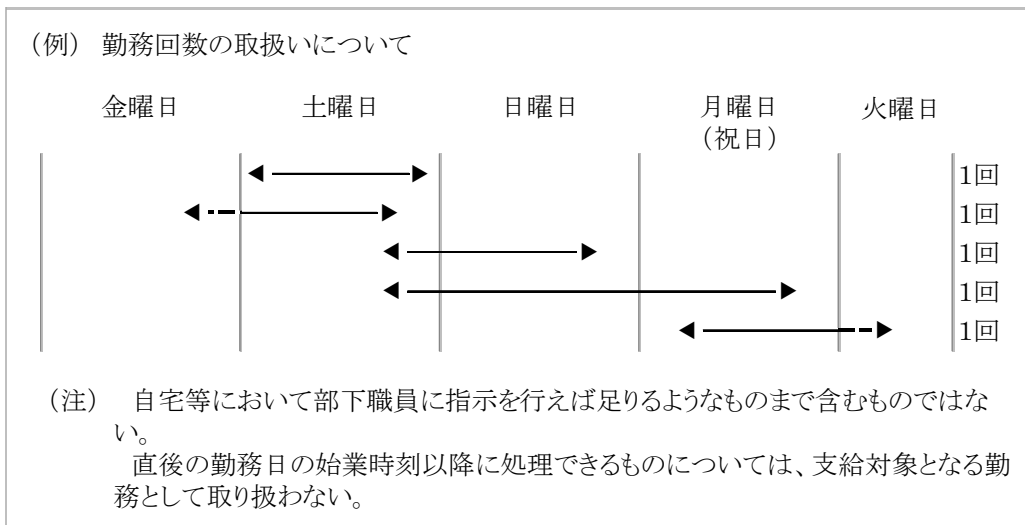 （例） 勤務回数の取扱いについて
金曜日 土曜日 日曜日 月曜日 火曜日
（祝日）
1回
1回
1回
1回
1回
（注） 自宅等において部下職員に指示を行えば足りるようなものまで含むものではな
い。
直後の勤務日の始業時刻以降に処理できるものについては、支給対象となる勤
務として取り扱わない。